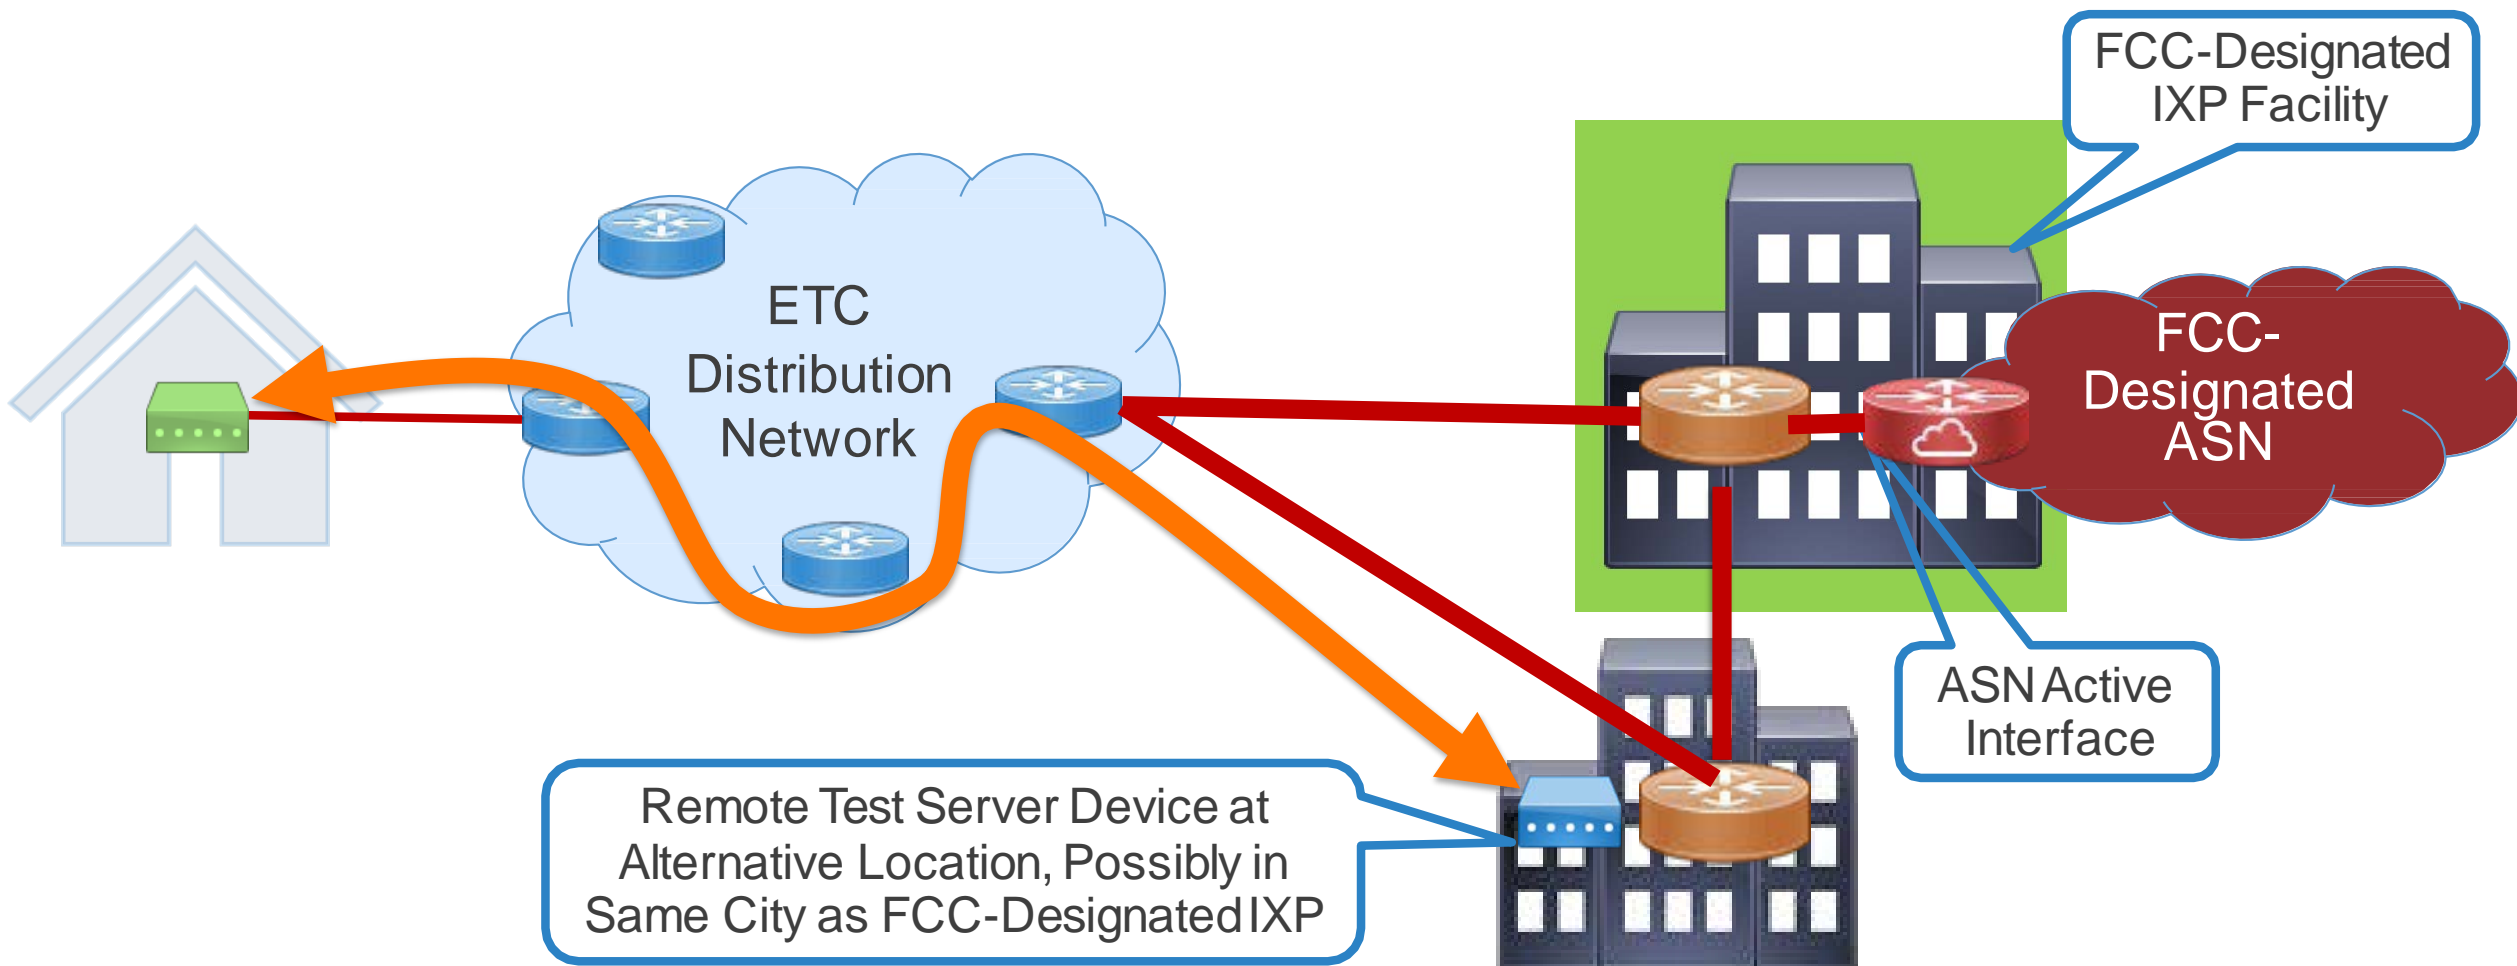 FCC-Designated
IXP Facility
ETC
Distribution
Network
FCC-
Designated
ASN
ASN Active
Interface
Remote Test Server Device at
Alternative Location, Possibly in
Same City as FCC-Designated IXP